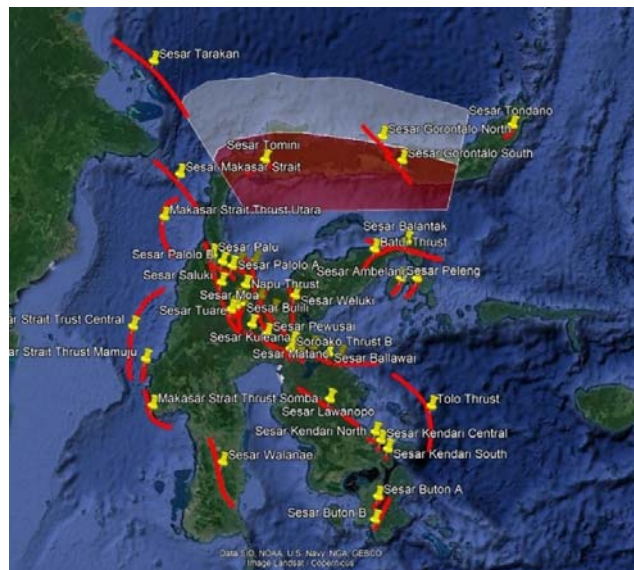 Sesar Tarakan
Sesar Tondano
Sesar Gorontalo North
Sesar Tomini
Sesar Gorontalo South
Sesar Makasar Strait
Makasar Strait Thrust Utara
Sesar Balantak
Batui Thrust
Sesar Palu
Sesar Palolo B
Sesar Palolo A
Sesar Ambelang
Sesar Peleng
Sesar Saluki
Napu Thrust
Sesar Moa
Sesar Weluki
Sesar Tuare
Sesar Bulili
ar Strait Trust Central
Sesar Pewusai
Sesar Kuleana
Soroako Thrust B
ar Strait Thrust Mamuju
Sesar Matano
Sesar Ballawai
Makasar Strait Thrust Somba
Tolo Thrust
Sesar Lawanopo
Sesar Kendari North
Sesar Kendari Central
Sesar Kendari South
Sesar Walanae
Sesar Buton A
Sesar Buton B
Data SIO, NOAA, U.S. Navy, NGA, GEBCO
Image Landsat / Copernicus